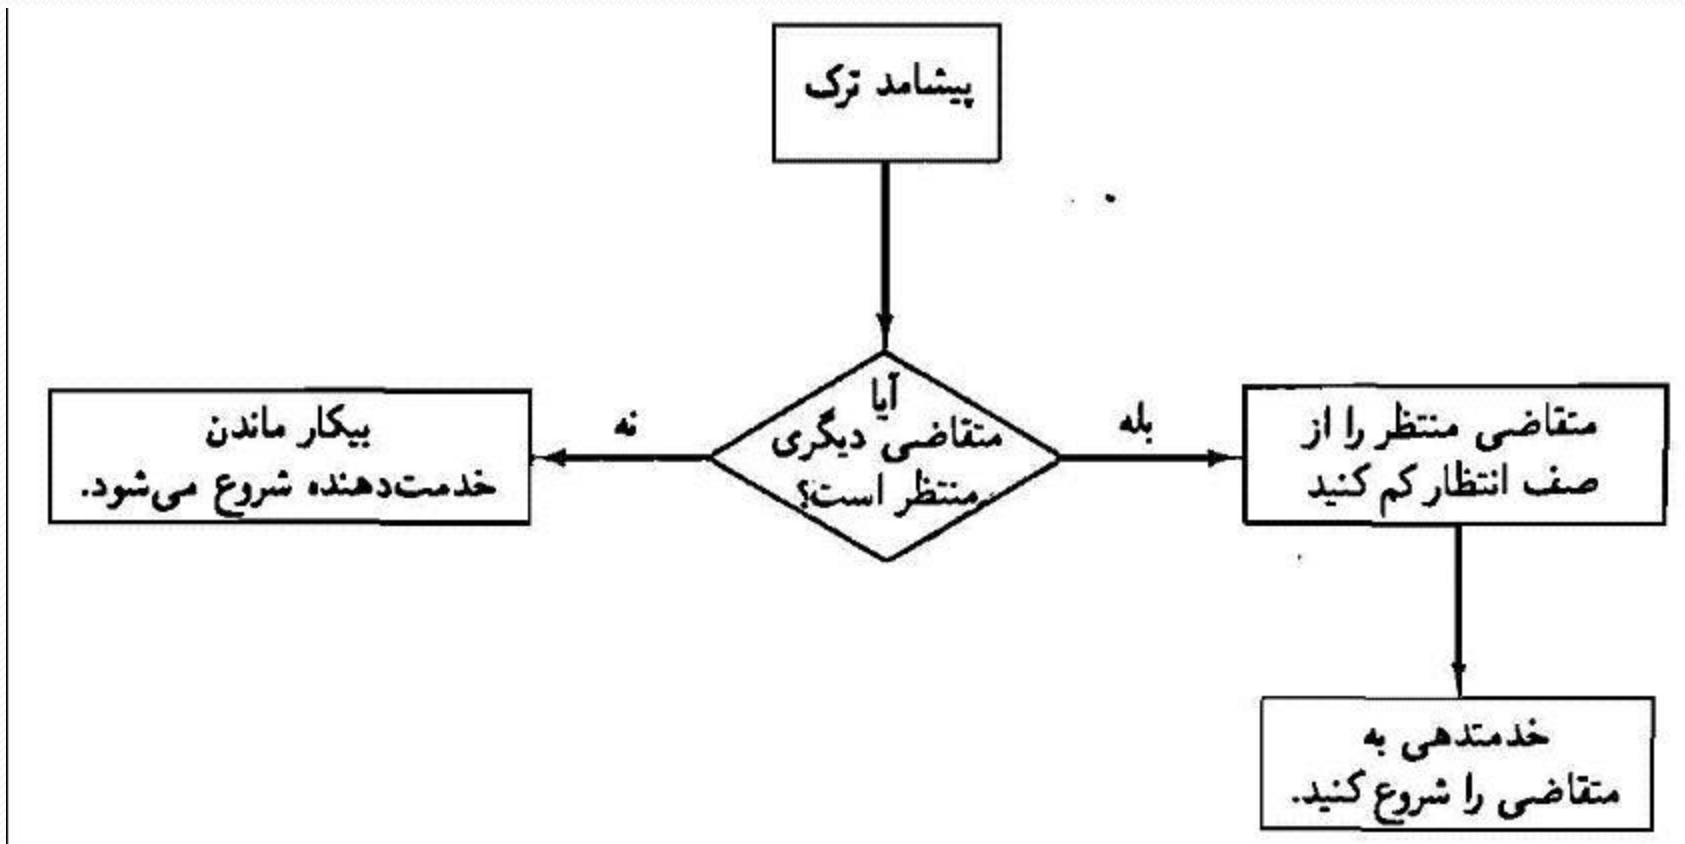 پیشامد ترک
آیا
متقاضی دیگری
منتظر است؟
بله
نه
متقاضی منتظر را از
صف انتظار کم کنید
بیکار ماندن
خدمت‌دهنده شروع می‌شود.
خدمتدهی به
متقاضی را شروع کنید.